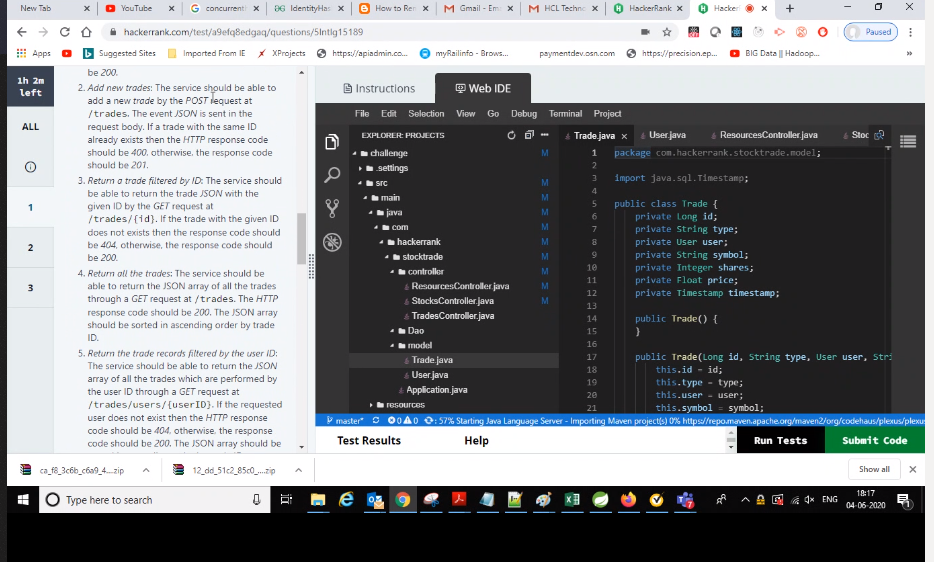 New Tab
YouTube
concurrent
IdentityHas
How to Rem
Gmail - Ema
HCL Techno
HackerRank
Hacker
hackerrank.com/test/a9efq8edgaq/questions/5lntlg15189
Paused
Apps
Suggested Sites
Imported From IE
XProjects
https://apiadmin.co...
myRailinfo - Brows...
paymentdev.osn.com
https://precision.ep...
BIG Data || Hadoop...
1h 2m
left
ALL
1
2
3
be 200.
2. Add new trades: The service should be able to
add a new trade by the POST request at
/trades. The event JSON is sent in the
request body. If a trade with the same ID
already exists then the HTTP response code
should be 400. otherwise, the response code
should be 201.
3. Return a trade filtered by ID: The service should
be able to return the trade JSON with the
given ID by the GET request at
/trades/{id}. If the trade with the given ID
does not exists then the response code should
be 404, otherwise, the response code should
be 200.
4. Return all the trades: The service should be
able to return the JSON array of all the trades
through a GET request at /trades. The HTTP
response code should be 200. The JSON array
should be sorted in ascending order by trade
ID.
5. Return the trade records filtered by the user ID:
The service should be able to return the JSON
array of all the trades which are performed by
the user ID through a GET request at
/trades/users/{userID}. If the requested
user does not exist then the HTTP response
code should be 404, otherwise, the response
code should be 200. The JSON array should be
Instructions
Web IDE
File Edit Selection View Go Debug Terminal Project
EXPLORER: PROJECTS
challenge M
.settings
src M
main M
java M
com M
hackerrank M
stocktrade M
controller M
ResourcesController.java M
StocksController.java M
TradesController.java
Dao
model
Trade.java
User.java
Application.java
resources
Trade.java
User.java
ResourcesController.java
Stoc
1 package com.hackerrank.stocktrade.model;
2
3 import java.sql.Timestamp;
4
5 public class Trade {
6 private Long id;
7 private String type;
8 private User user;
9 private String symbol;
10 private Integer shares;
11 private Float price;
12 private Timestamp timestamp;
13
14 public Trade() {
15 }
16
17 public Trade(Long id, String type, User user, Stri
18 this.id = id;
19 this.type = type;
20 this.user = user;
21 this.symbol = symbol;
master* 0 0 57% Starting Java Language Server - Importing Maven project(s) 0% https://repo.maven.apache.org/maven2/org/codehaus/plexus/plexus
Test Results
Help
Run Tests
Submit Code
ca_f8_3c6b_c6a9_4....zip
12_dd_51c2_85c0_....zip
Show all
Type here to search
ENG
18:17
04-06-2020